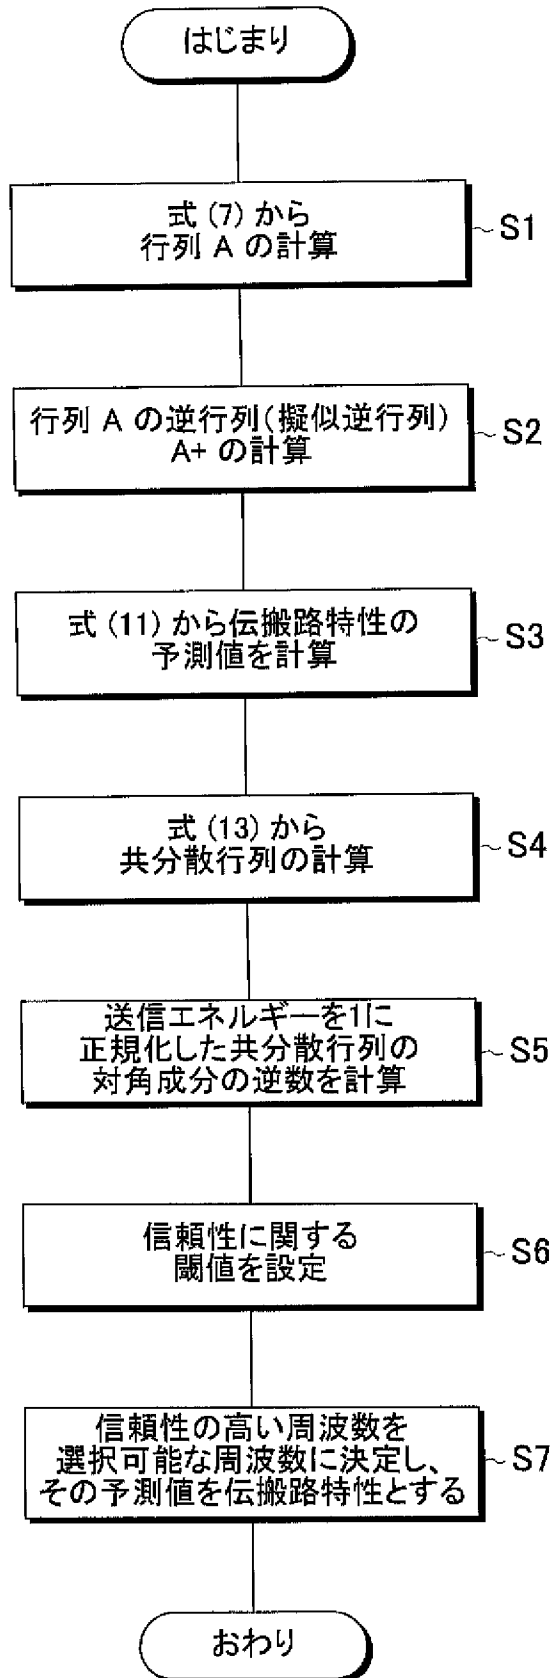 はじまり
式 (7) から
行列 A の計算
~S1
行列 A の逆行列(擬似逆行列)
A+ の計算
~S2
式 (11) から伝搬路特性の
予測値を計算
~S3
式 (13) から
共分散行列の計算
~S4
送信エネルギーを1に
正規化した共分散行列の
対角成分の逆数を計算
~S5
信頼性に関する
閾値を設定
~S6
信頼性の高い周波数を
選択可能な周波数に決定し、
その予測値を伝搬路特性とする
~S7
おわり